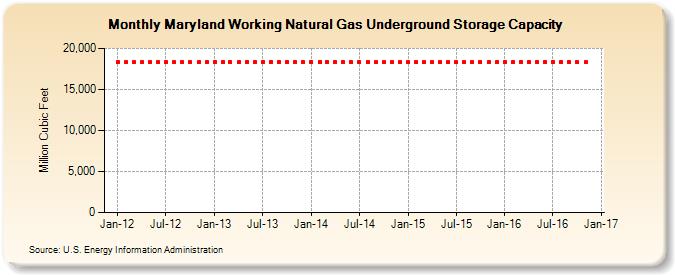 Monthly Maryland Working Natural Gas Underground Storage Capacity
Million Cubic Feet
20,000
15,000
10,000
5,000
0
Jan-12 Jul-12 Jan-13 Jul-13 Jan-14 Jul-14 Jan-15 Jul-15 Jan-16 Jul-16 Jan-17
Source: U.S. Energy Information Administration